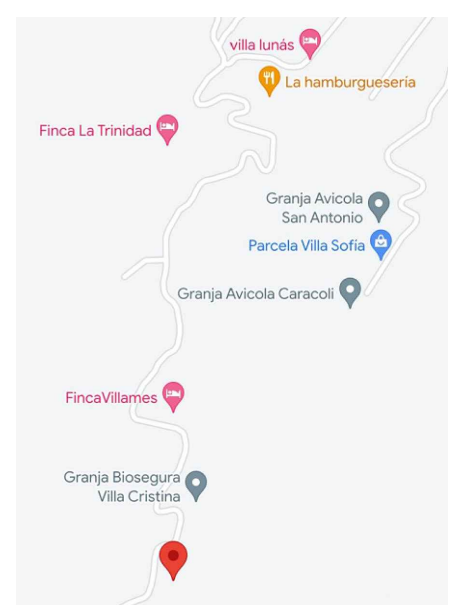 villa lunás
La hamburguesería
Finca La Trinidad
Granja Avicola
San Antonio
Parcela Villa Sofía
Granja Avicola Caracoli
FincaVillames
Granja Biosegura
Villa Cristina